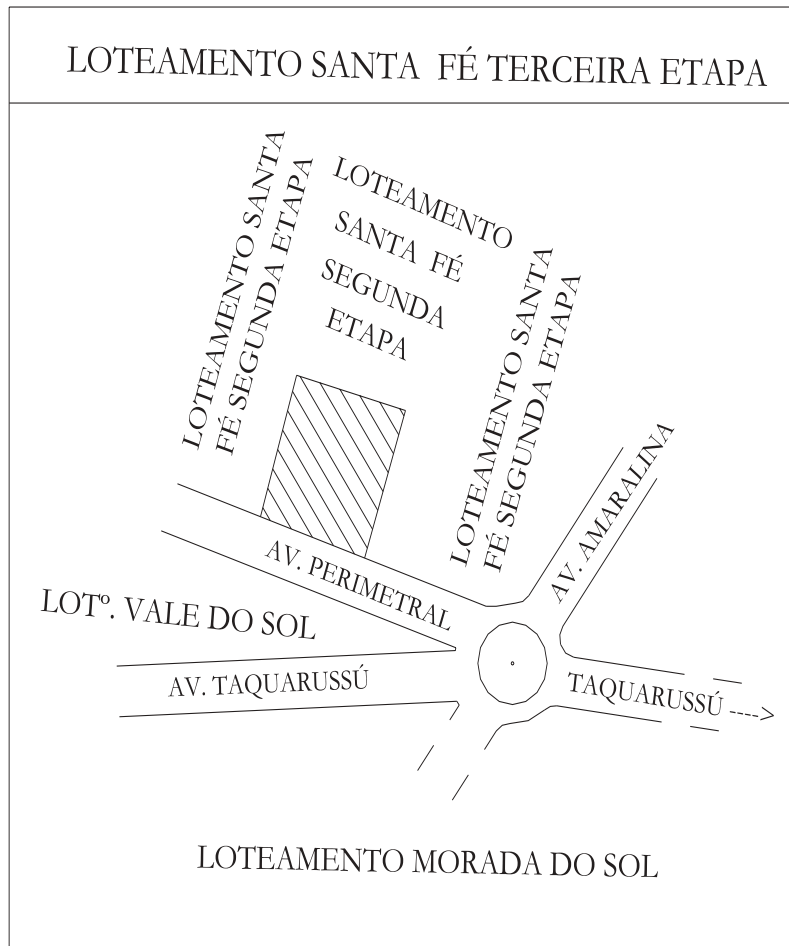 LOTEAMENTO SANTA FÉ TERCEIRA ETAPA
LOTEAMENTO SANTA
FÉ SEGUNDA ETAPA
LOTEAMENTO
SANTA FÉ
SEGUNDA
ETAPA
LOTEAMENTO SANTA
FÉ SEGUNDA ETAPA
AV. AMARALINA
AV. PERIMETRAL
LOTº. VALE DO SOL
AV. TAQUARUSSÚ
TAQUARUSSÚ
LOTEAMENTO MORADA DO SOL